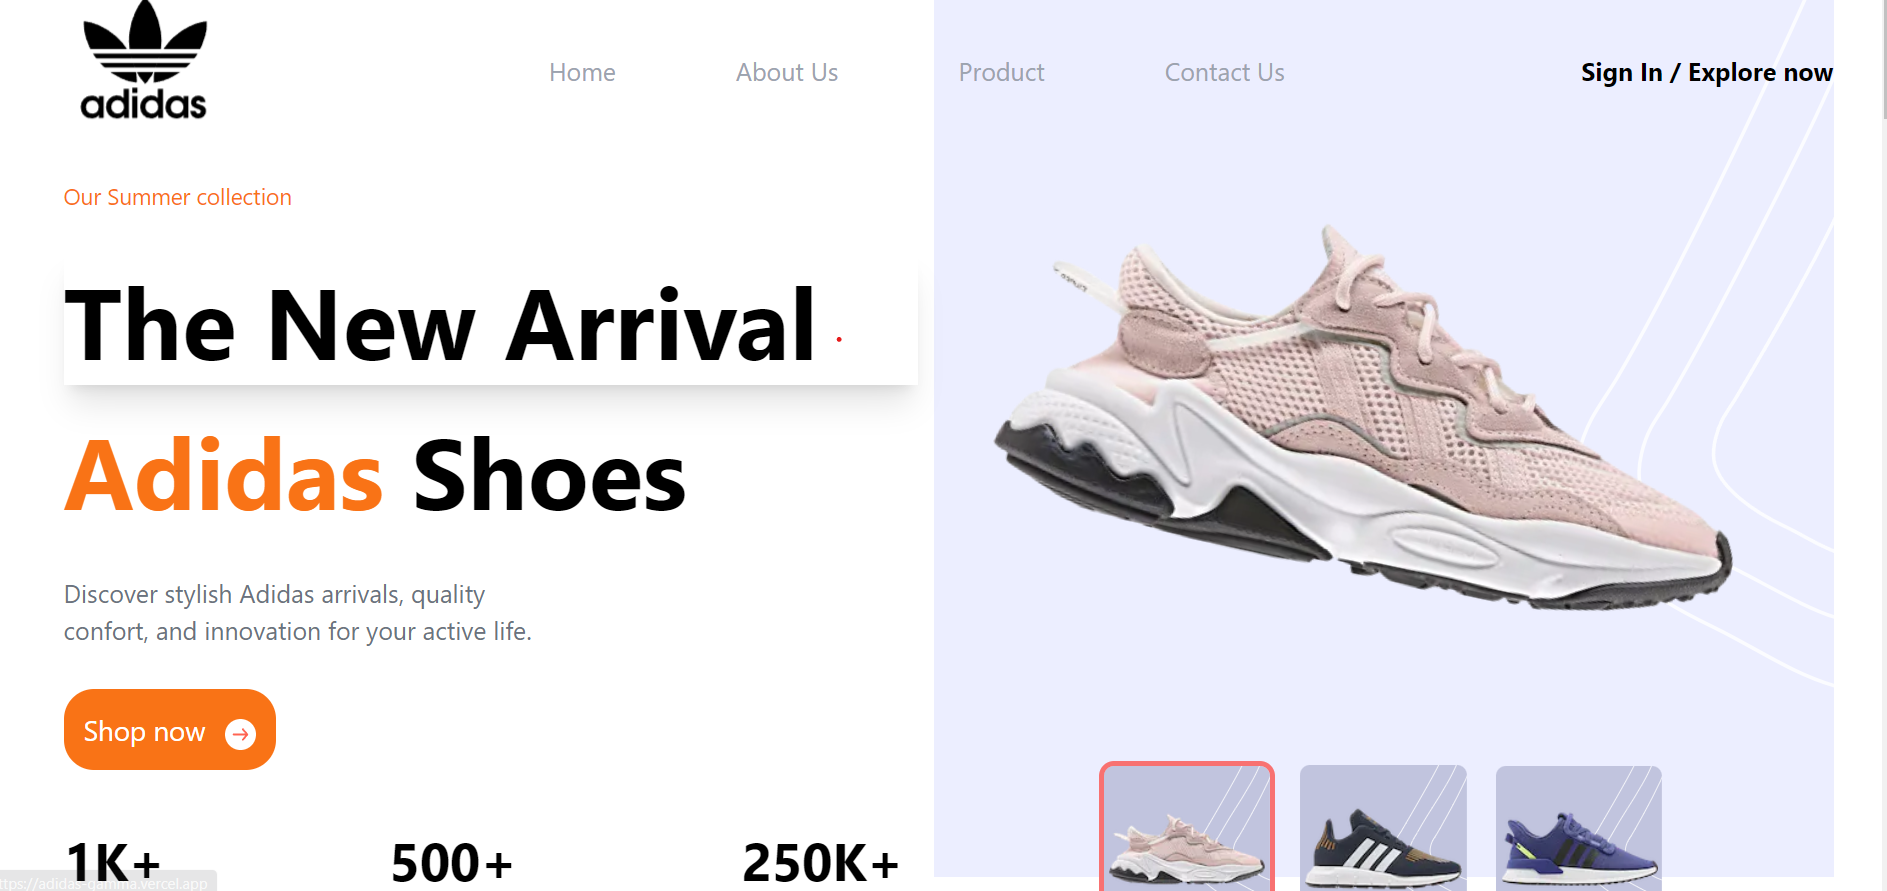 adidas
Home About Us Product Contact Us Sign In / Explore now
Our Summer collection
The New Arrival
Adidas Shoes
Discover stylish Adidas arrivals, quality
confort, and innovation for your active life.
Shop now
1K+ 500+ 250K+
ttps://adidas-gamma.vercel.app